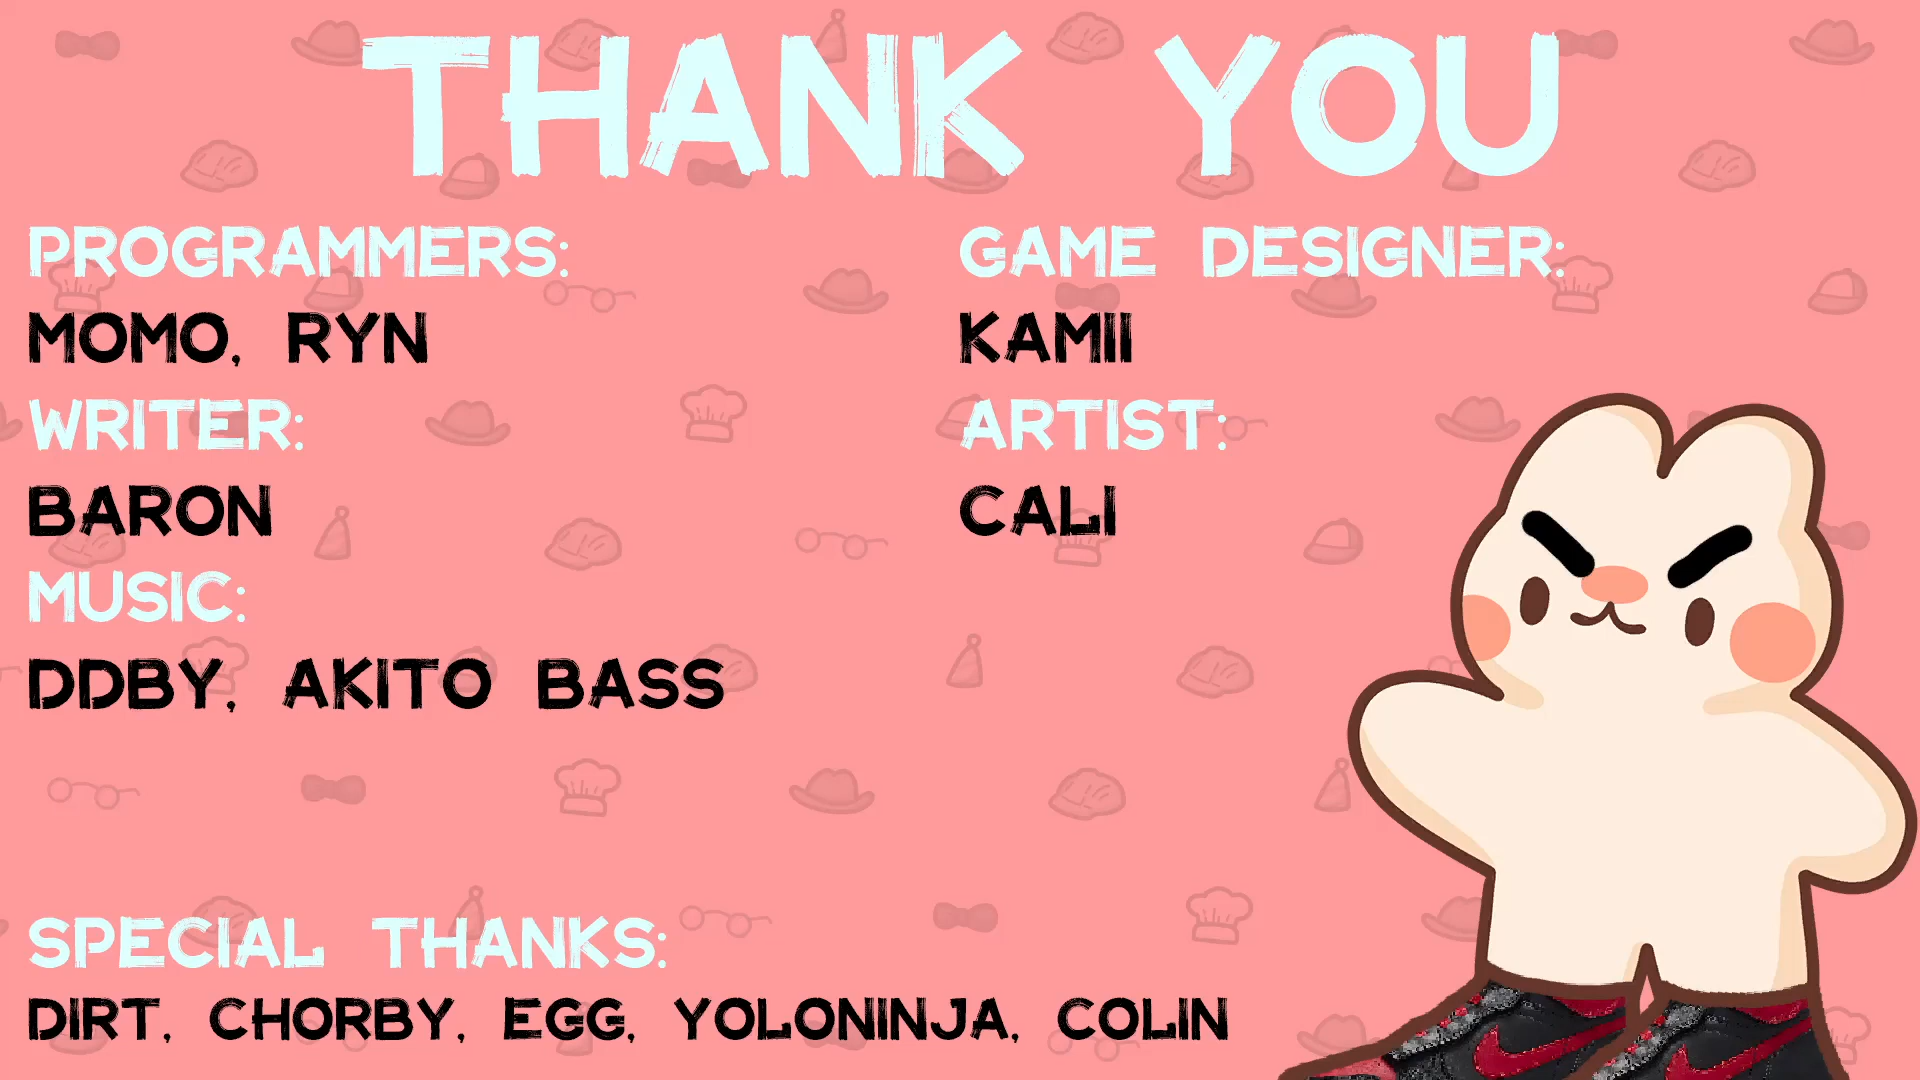 THANK YOU
PROGRAMMERS:
MOMO, RYN
WRITER:
BARON
MUSIC:
DDBY, AKITO BASS
GAME DESIGNER:
KAMII
ARTIST:
CALI
SPECIAL THANKS:
DIRT, CHORBY, EGG, YOLONINJA, COLIN